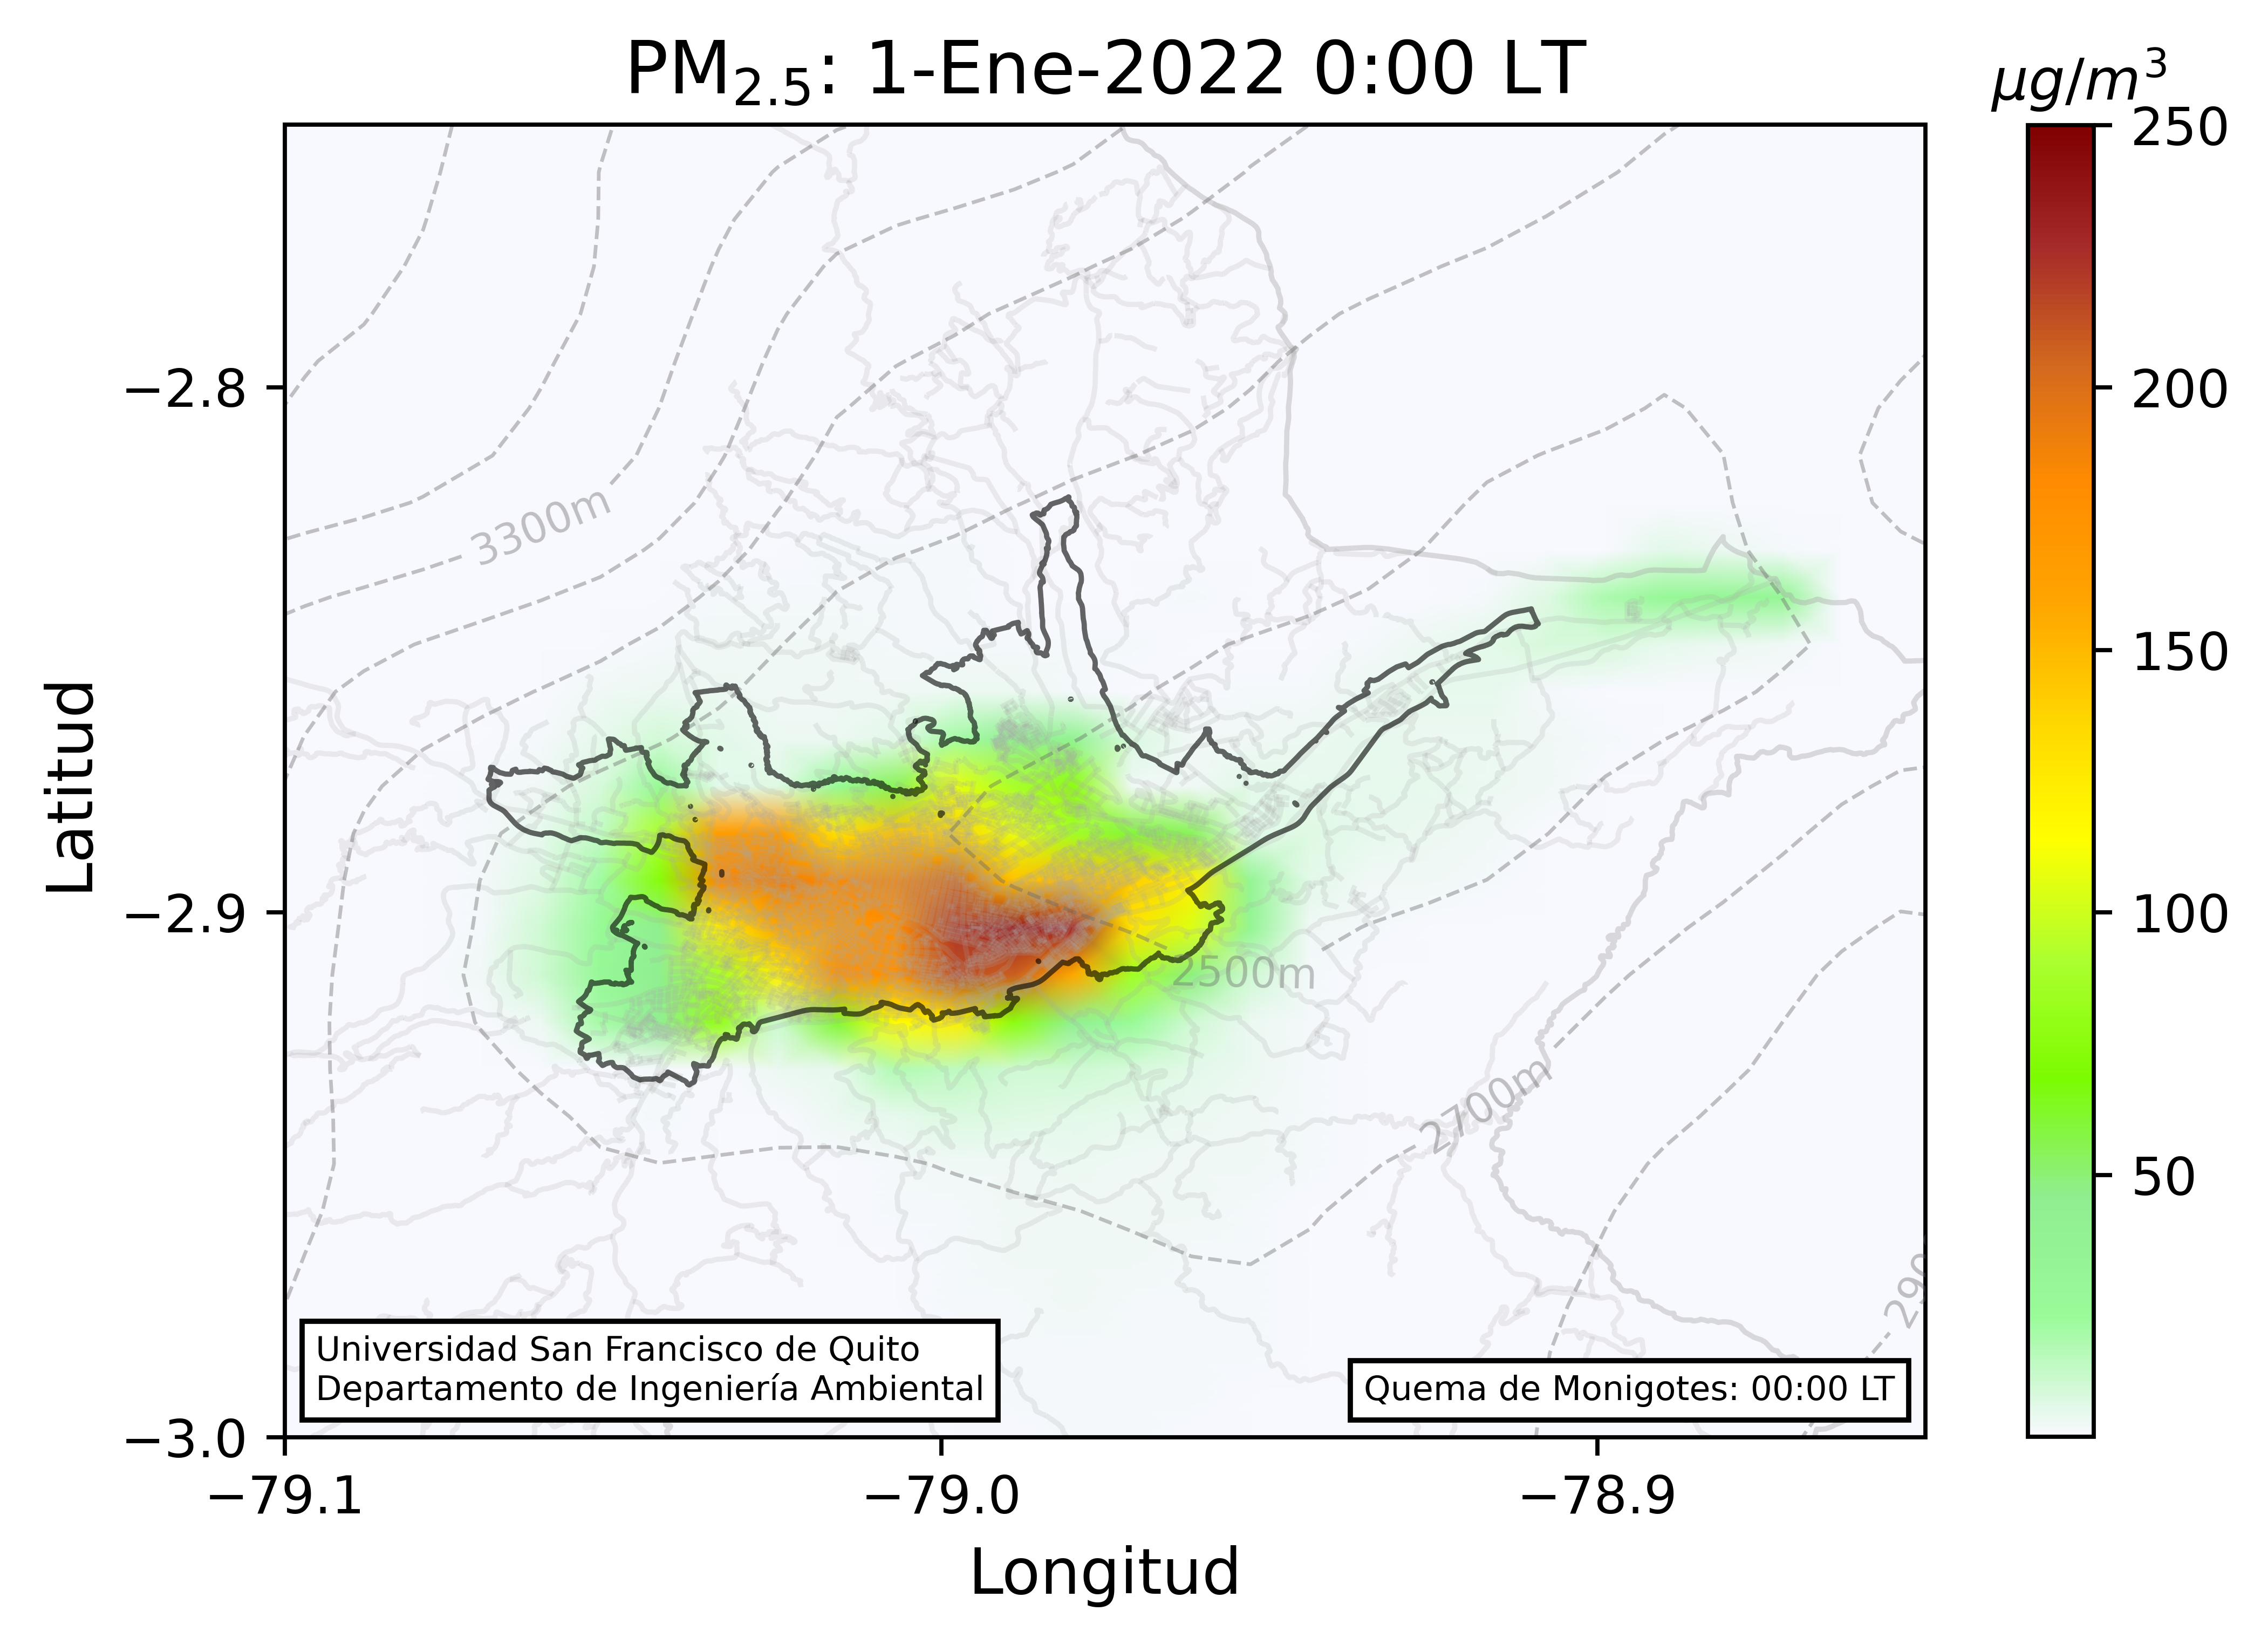 PM2.5: 1-Ene-2022 0:00 LT
μg/m³
250
200
150
100
50
Latitud
−2.8
−2.9
−3.0
3300m
2500m
2700m
Universidad San Francisco de Quito
Departamento de Ingeniería Ambiental
Quema de Monigotes: 00:00 LT
−79.1
−79.0
−78.9
Longitud